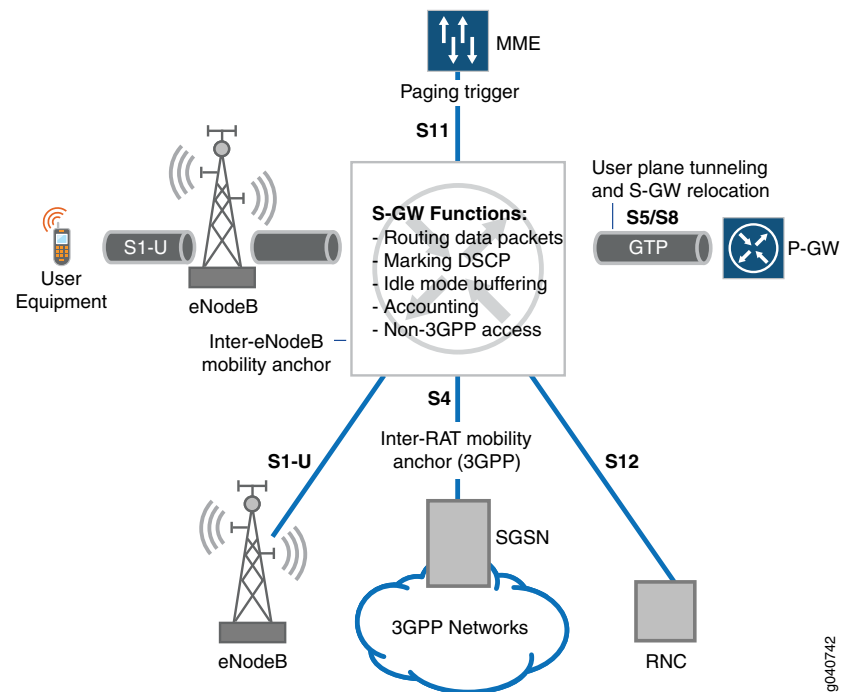 MME
Paging trigger
S11
User plane tunneling
and S-GW relocation
S5/S8
S-GW Functions:
- Routing data packets
- Marking DSCP
- Idle mode buffering
- Accounting
- Non-3GPP access
S1-U
GTP
P-GW
User
Equipment
eNodeB
Inter-eNodeB
mobility anchor
S4
Inter-RAT mobility
anchor (3GPP)
S1-U
S12
SGSN
3GPP Networks
eNodeB
RNC
g040742